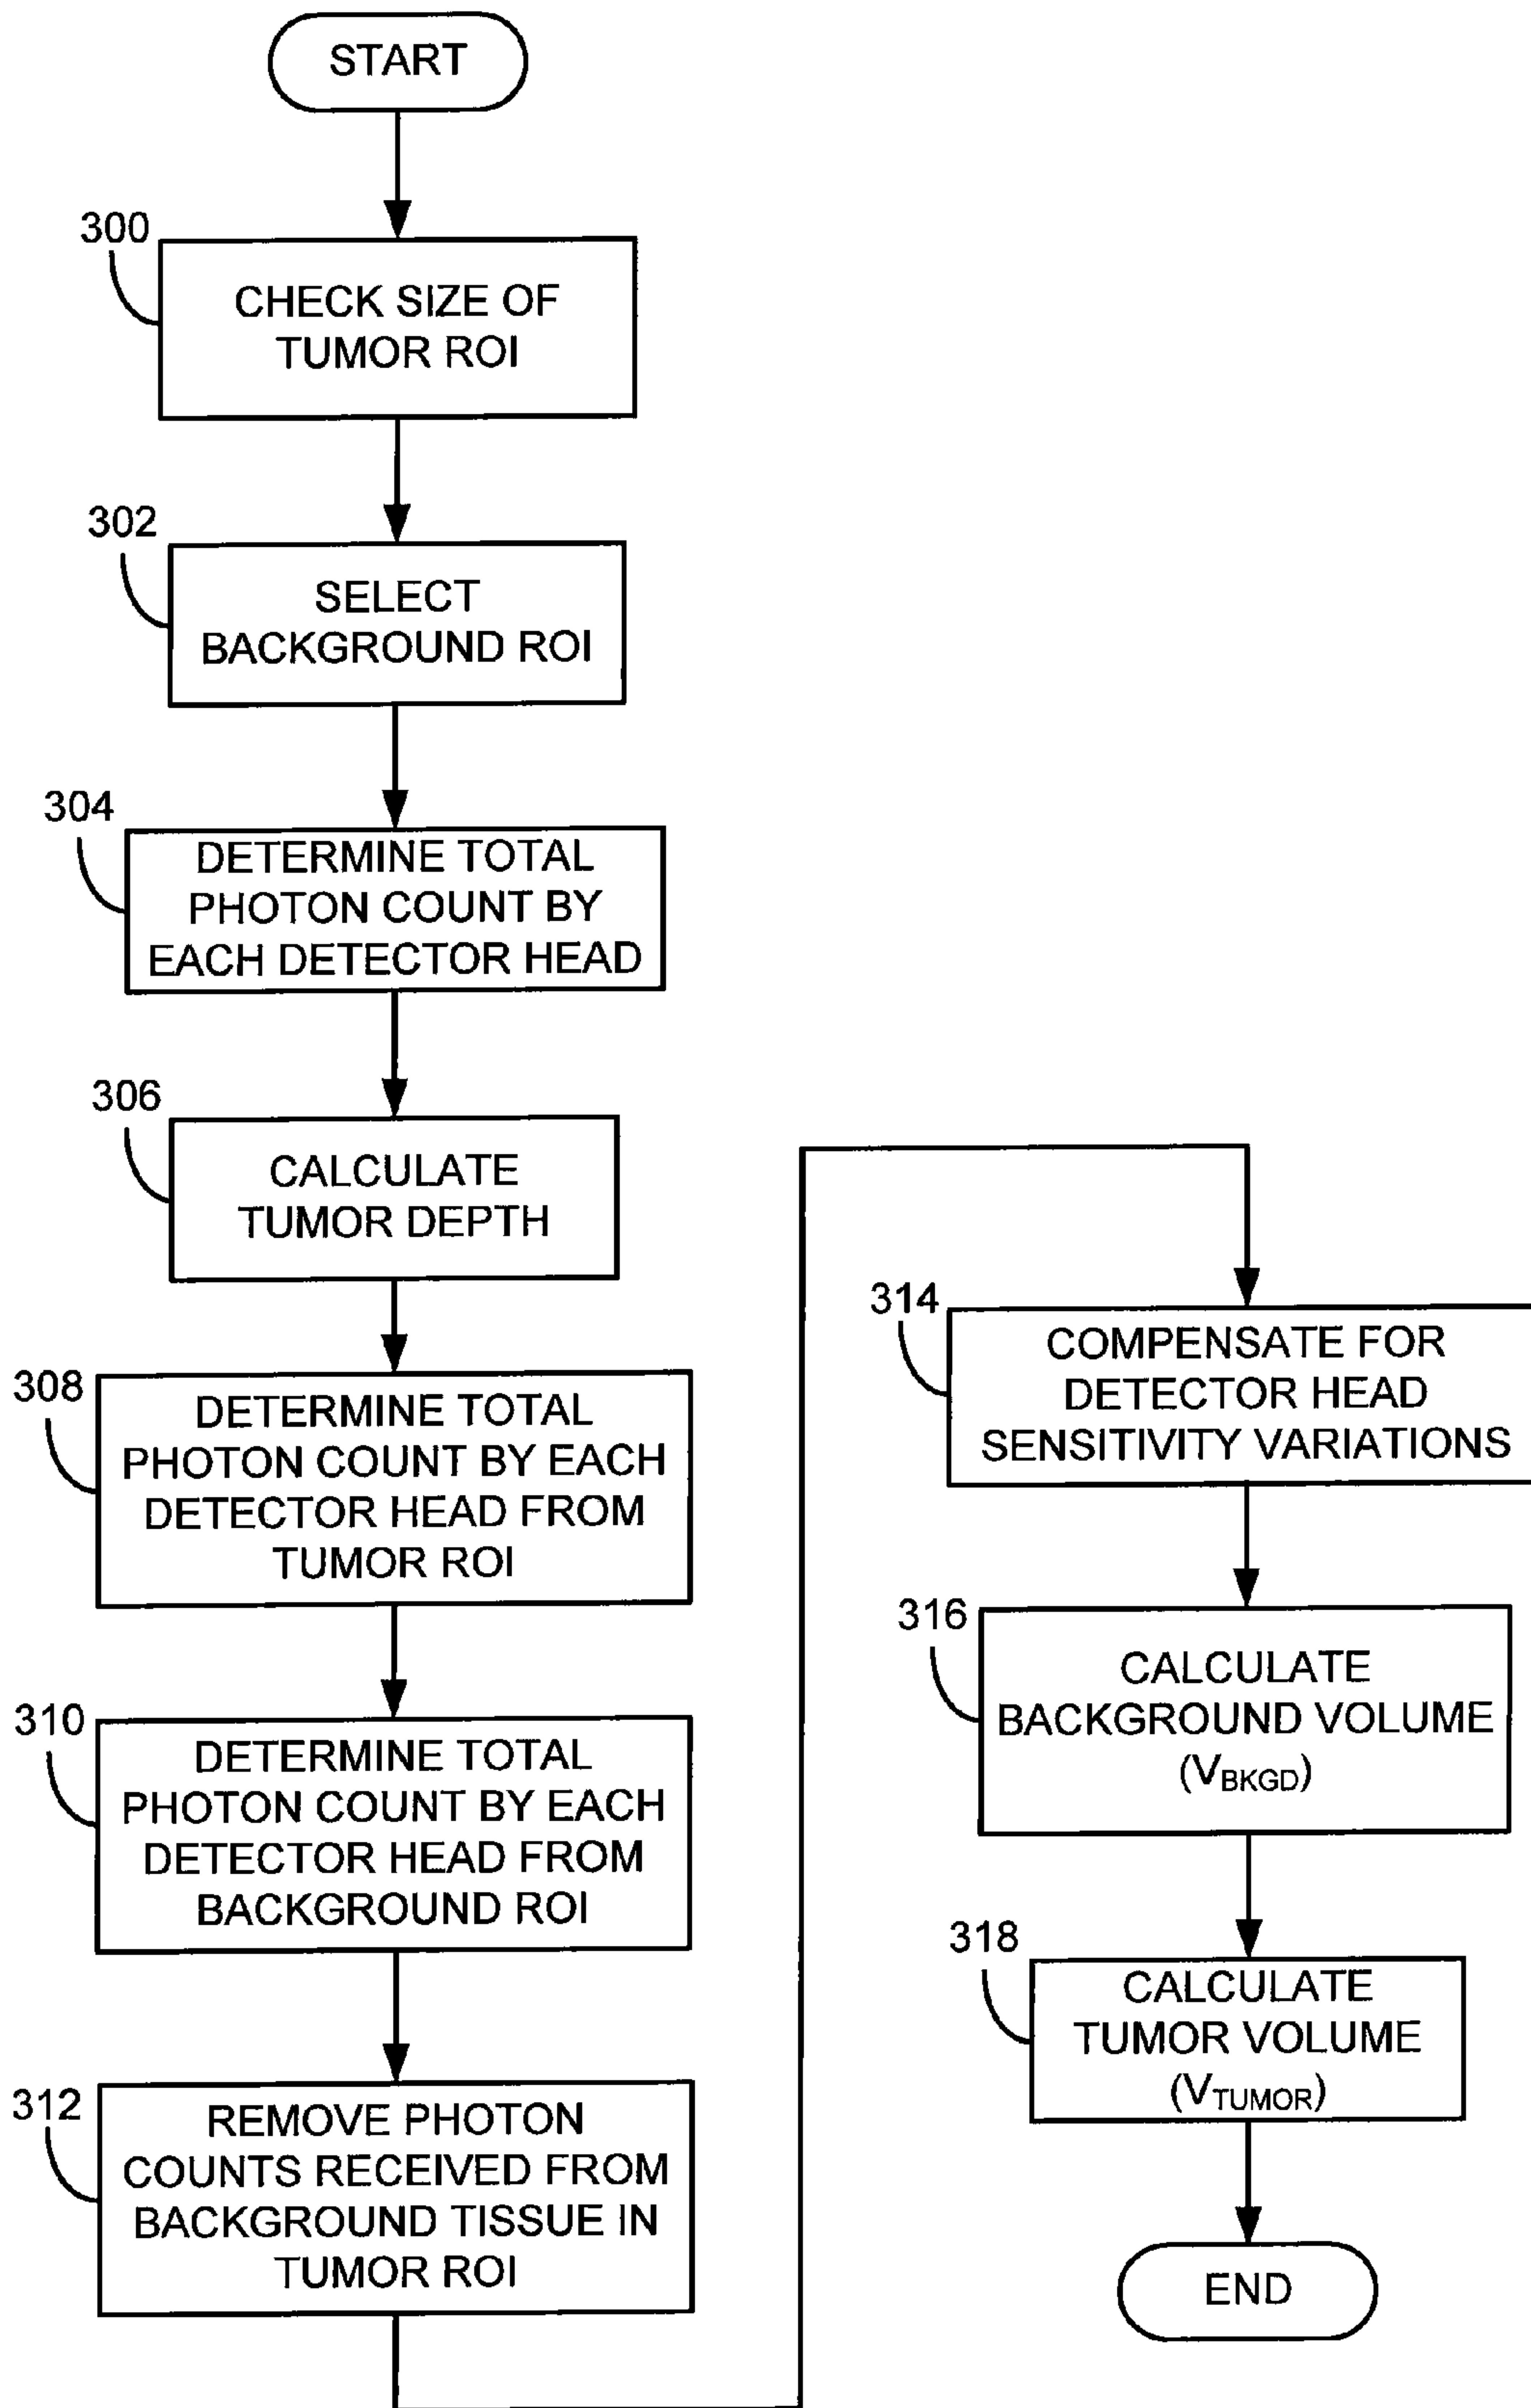 START
300
CHECK SIZE OF
TUMOR ROI
302
SELECT
BACKGROUND ROI
304
DETERMINE TOTAL
PHOTON COUNT BY
EACH DETECTOR HEAD
306
CALCULATE
TUMOR DEPTH
308
DETERMINE TOTAL
PHOTON COUNT BY EACH
DETECTOR HEAD FROM
TUMOR ROI
310
DETERMINE TOTAL
PHOTON COUNT BY EACH
DETECTOR HEAD FROM
BACKGROUND ROI
312
REMOVE PHOTON
COUNTS RECEIVED FROM
BACKGROUND TISSUE IN
TUMOR ROI
314
COMPENSATE FOR
DETECTOR HEAD
SENSITIVITY VARIATIONS
316
CALCULATE
BACKGROUND VOLUME
(VBKGD)
318
CALCULATE
TUMOR VOLUME
(VTUMOR)
END